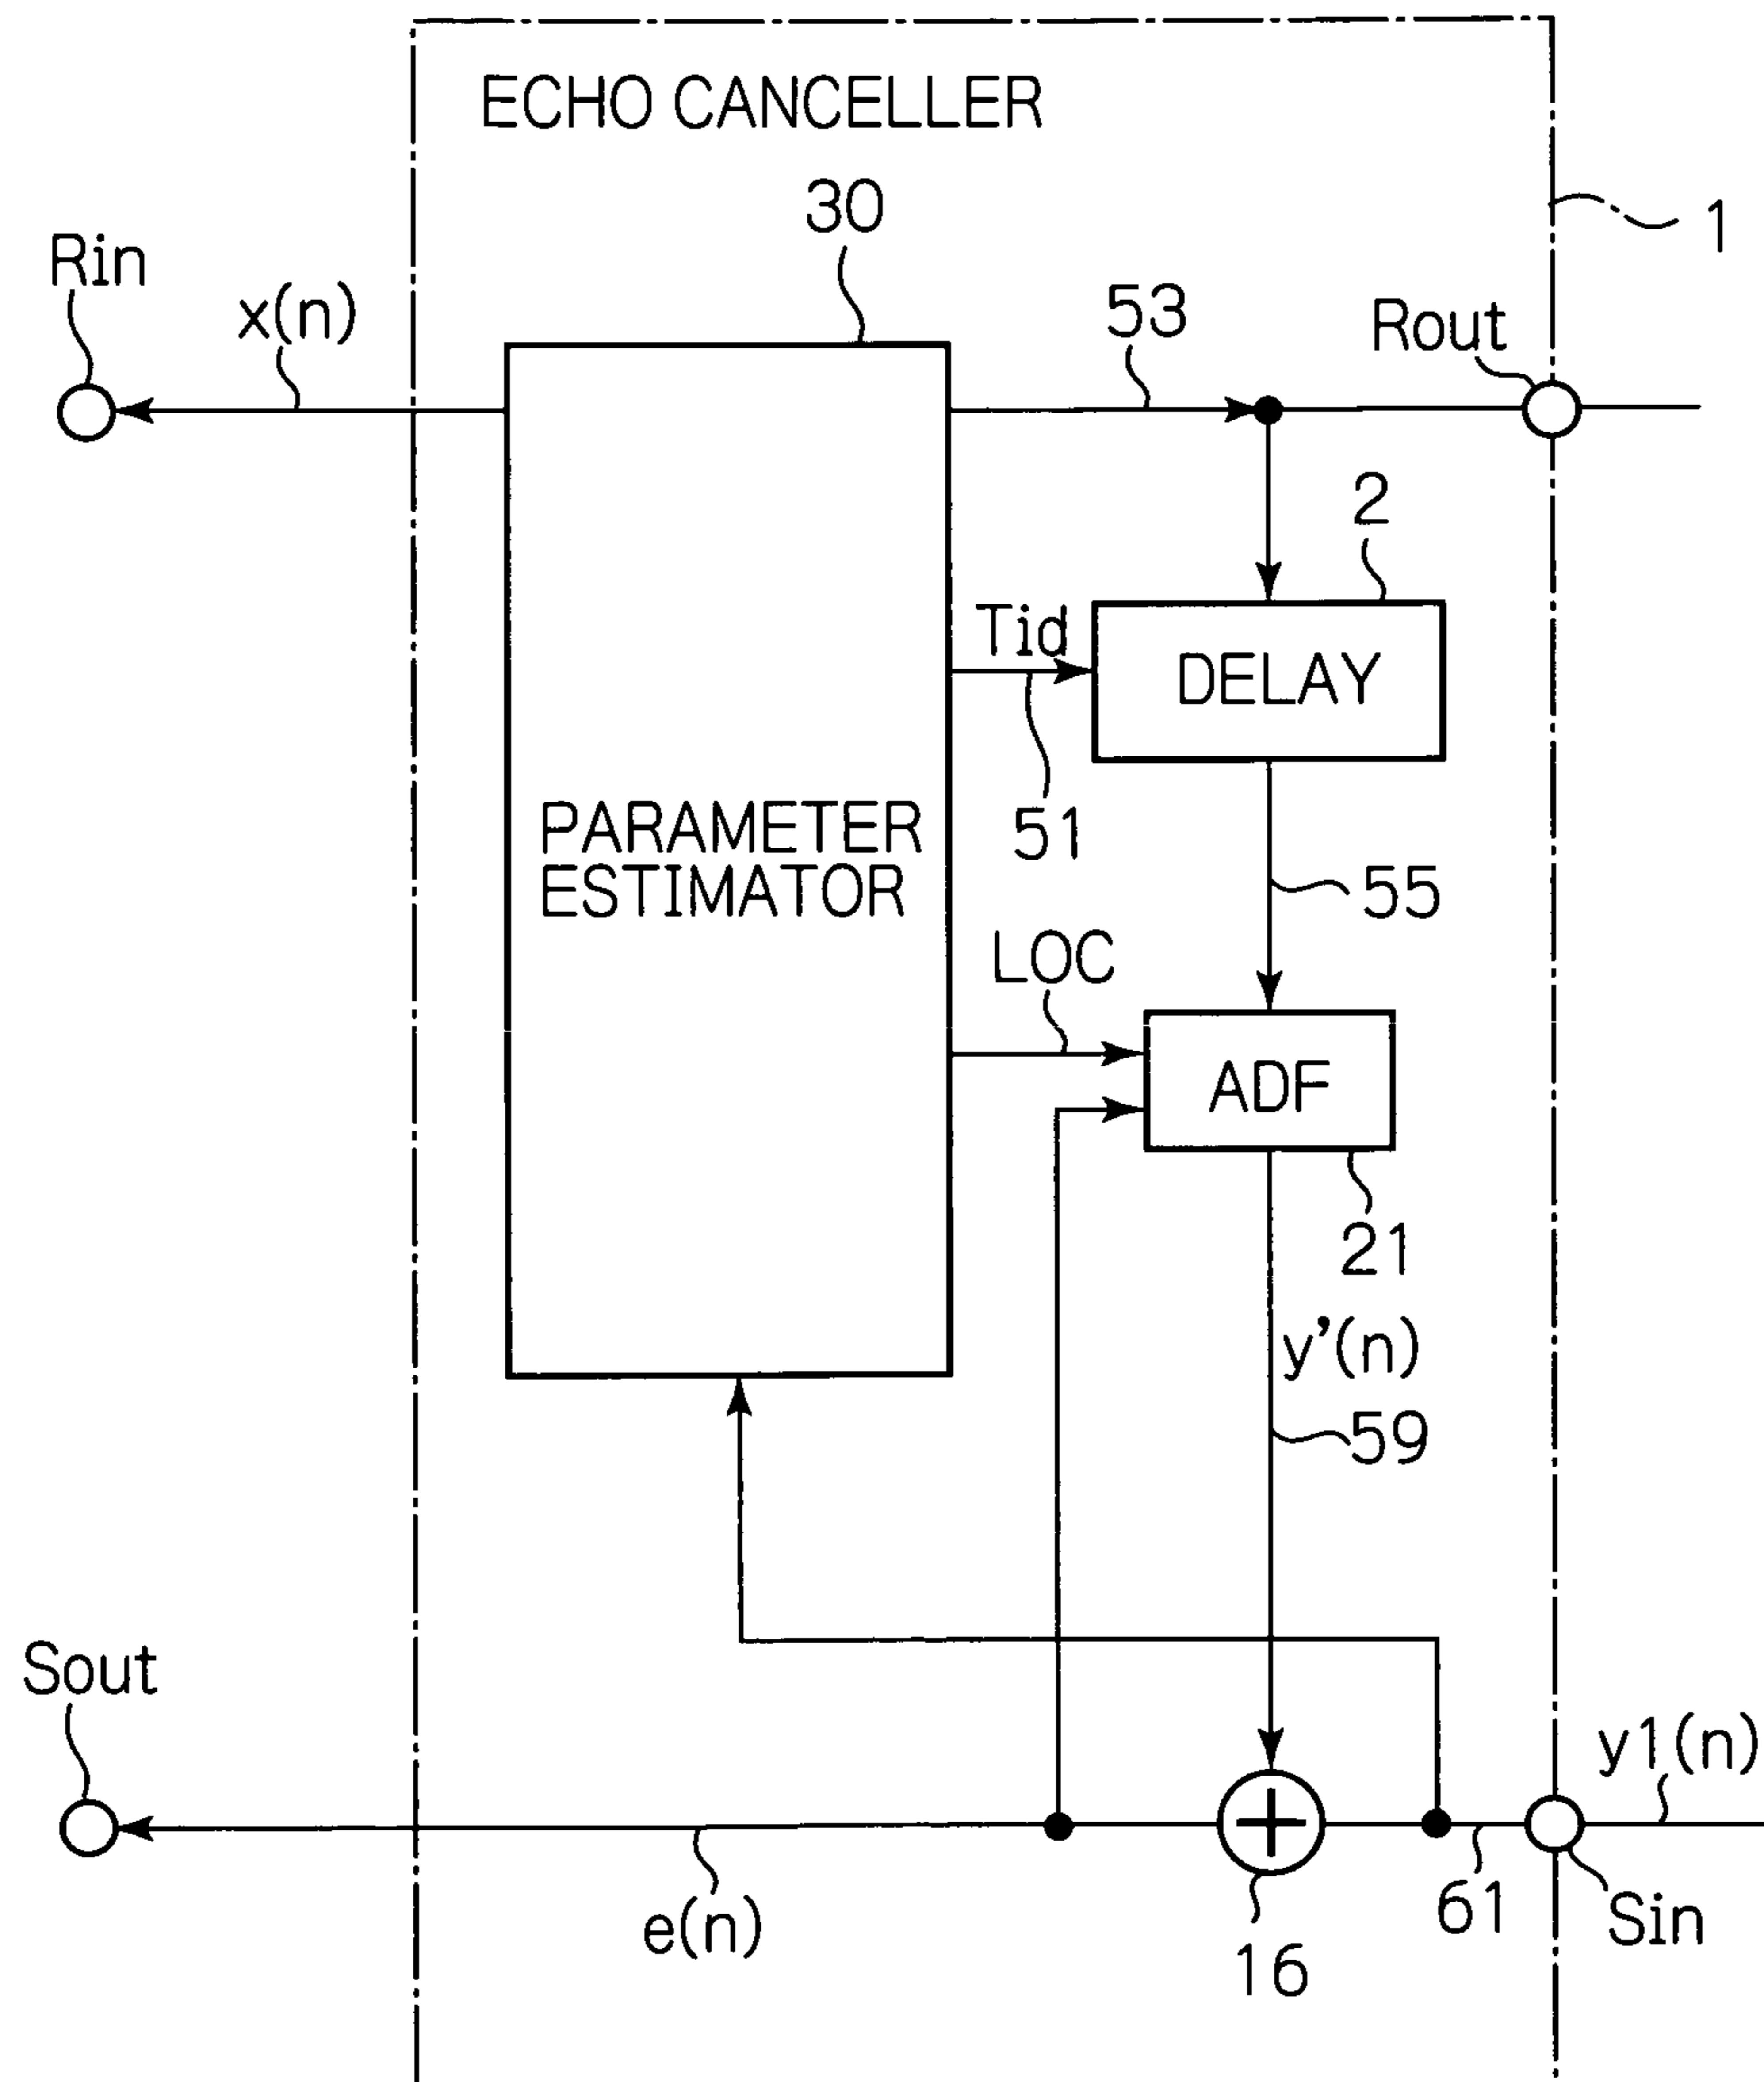 ECHO CANCELLER
30
1
Rin
x(n)
53
Rout
2
Tid
DELAY
51
PARAMETER
ESTIMATOR
55
LOC
ADF
21
y'(n)
59
Sout
y1(n)
e(n)
16
61
Sin